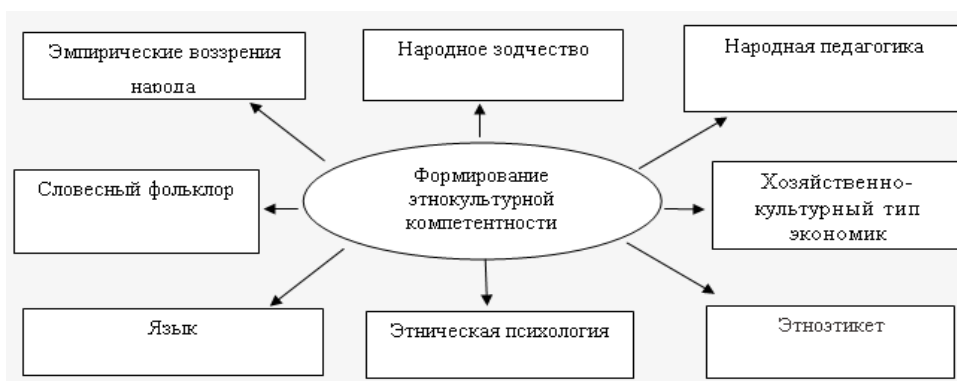 Эмпирические воззрения
народа
Народное зодчество
Народная педагогика
Словесный фольклор
Формирование
этнокультурной
компетентности
Хозяйственно-
культурный тип
экономик
Язык
Этническая психология
Этноэтикет